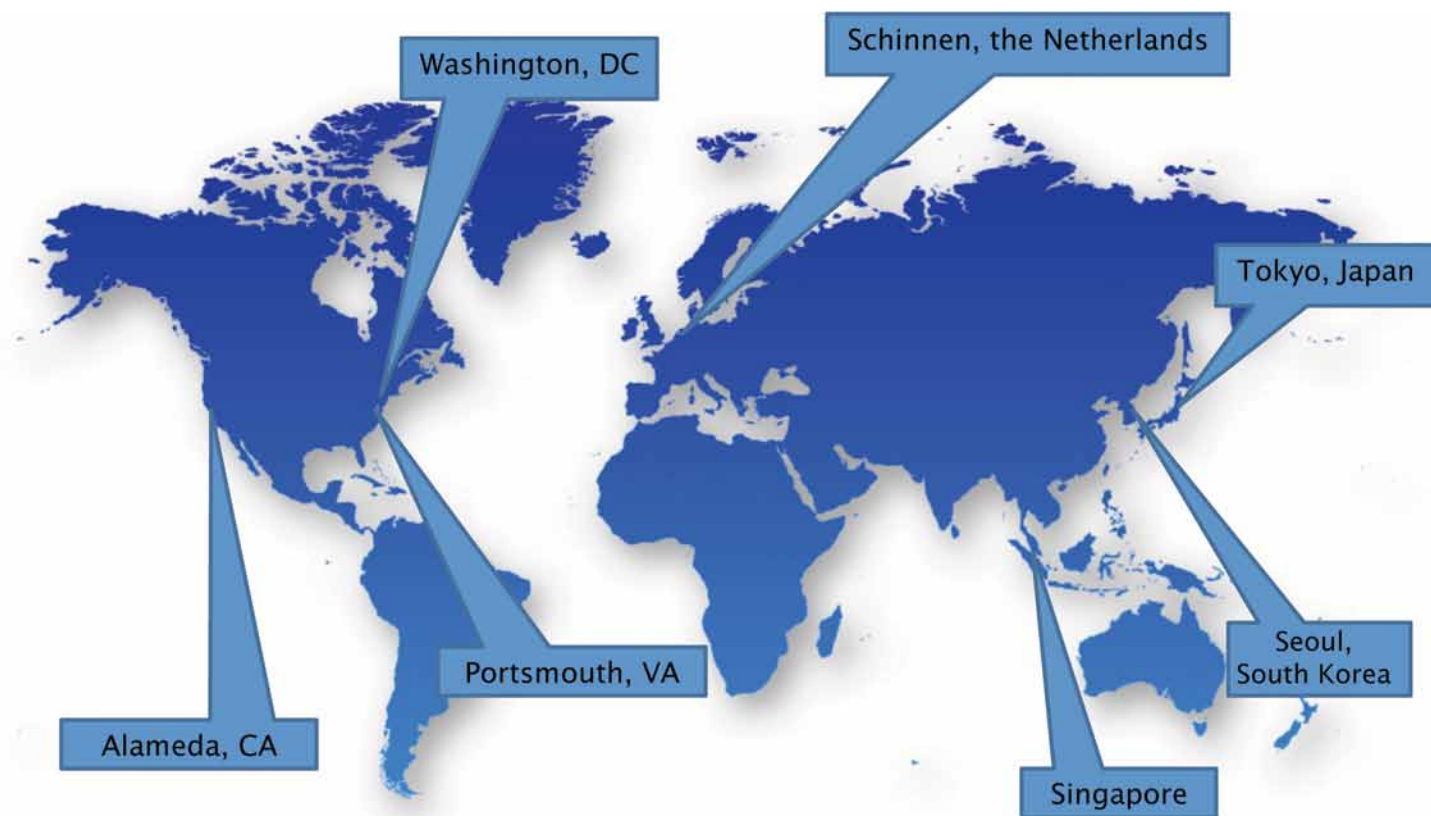 Schinnen, the Netherlands
Washington, DC
Tokyo, Japan
Seoul,
South Korea
Portsmouth, VA
Alameda, CA
Singapore